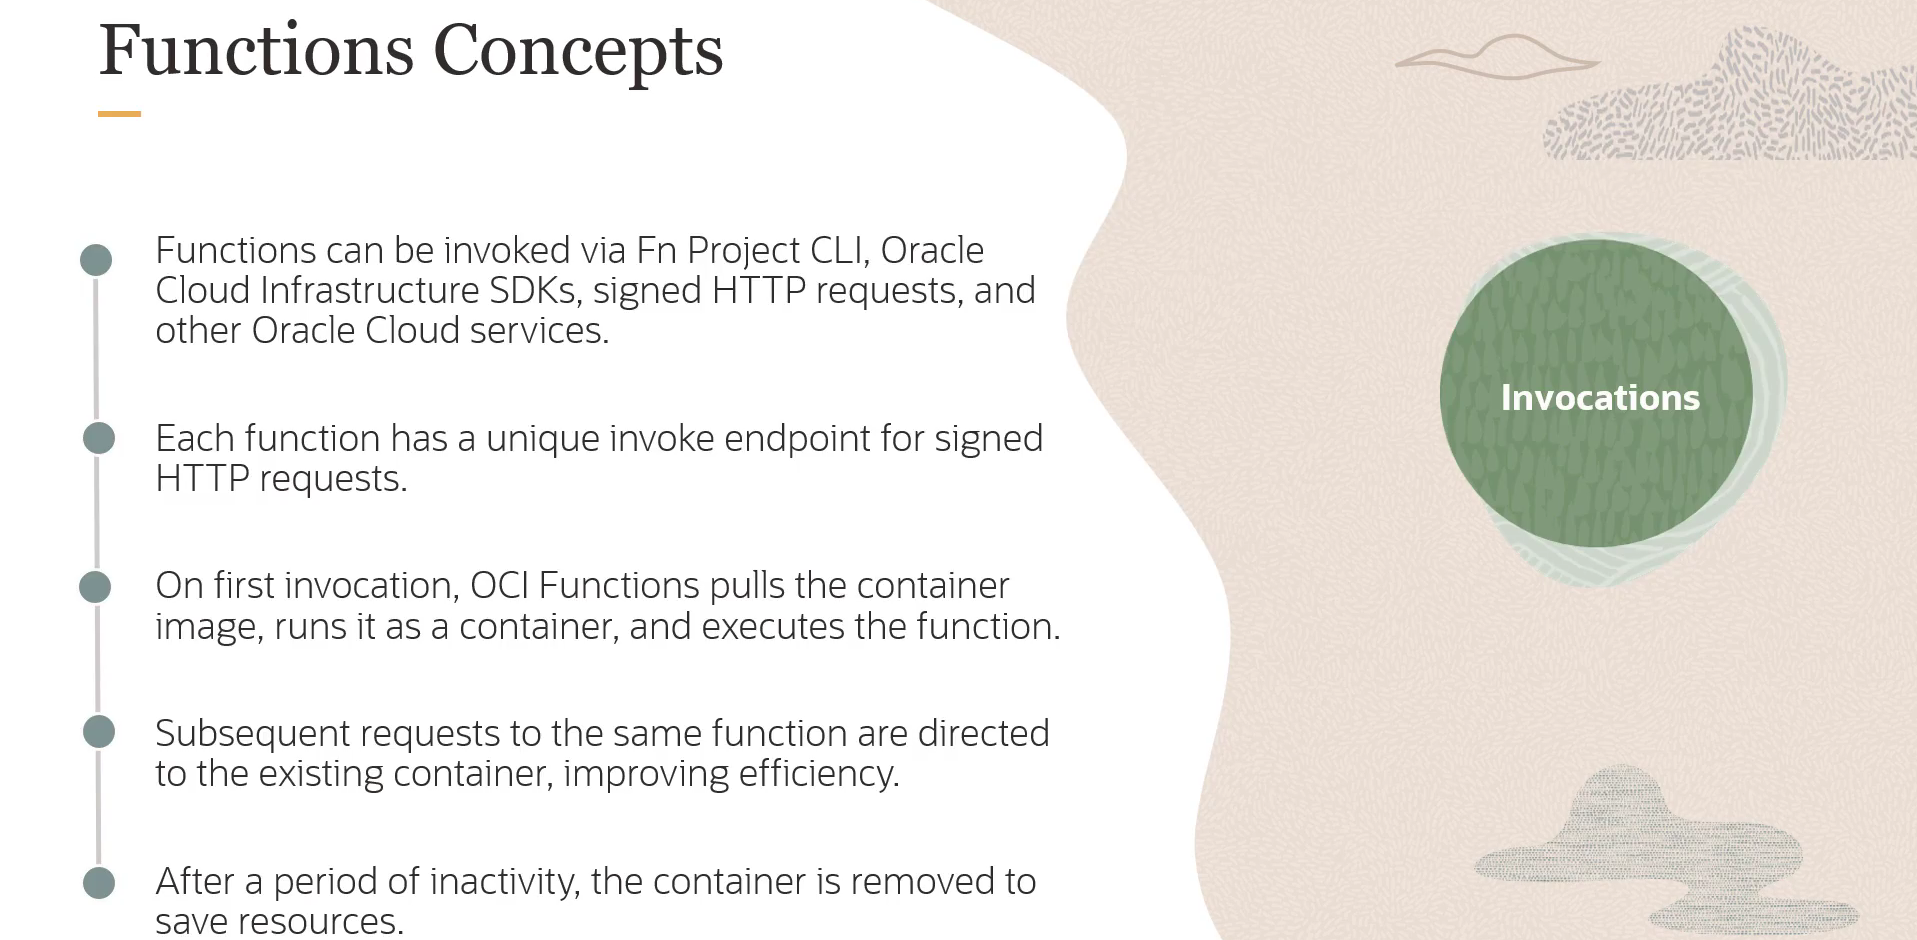 Functions Concepts
Functions can be invoked via Fn Project CLI, Oracle
Cloud Infrastructure SDKs, signed HTTP requests, and
other Oracle Cloud services.
Each function has a unique invoke endpoint for signed
HTTP requests.
On first invocation, OCI Functions pulls the container
image, runs it as a container, and executes the function.
Subsequent requests to the same function are directed
to the existing container, improving efficiency.
After a period of inactivity, the container is removed to
save resources.
Invocations